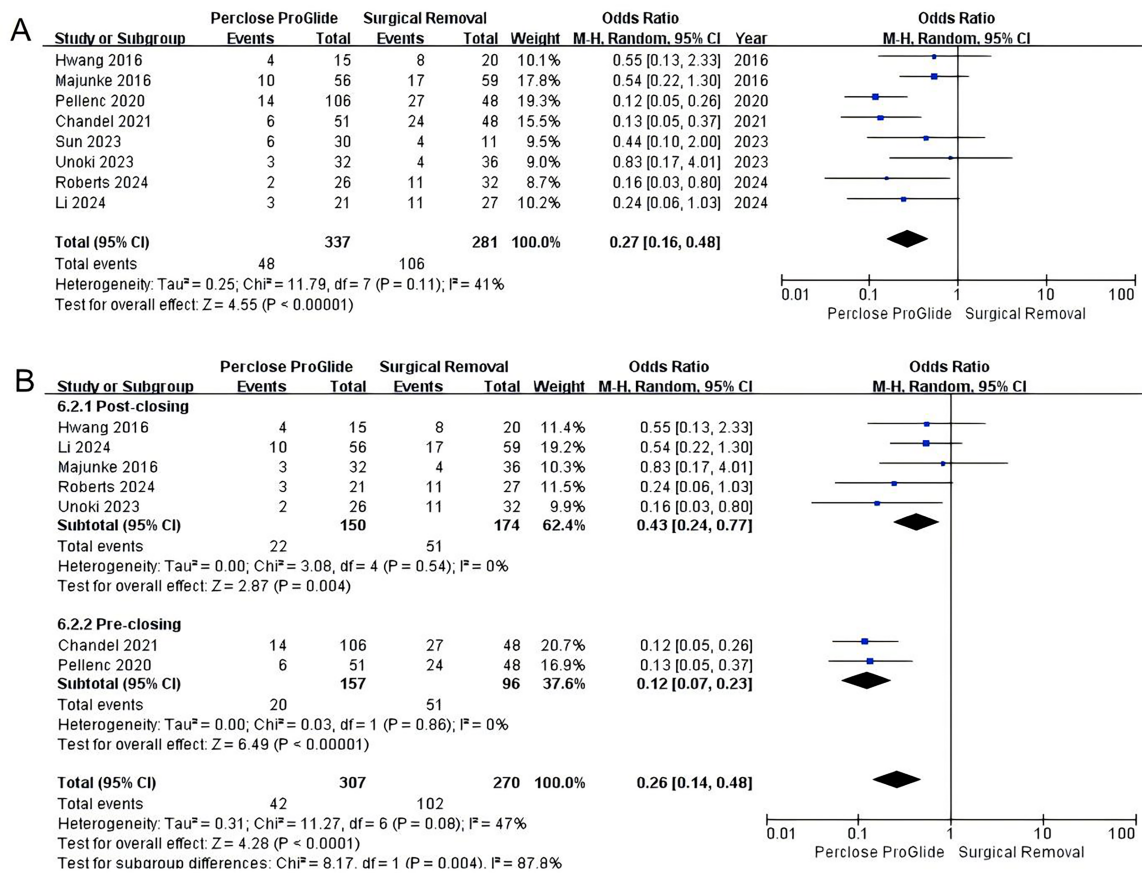 A
Perclose ProGlide Surgical Removal Odds Ratio Odds Ratio
Study or Subgroup Events Total Events Total Weight M-H, Random, 95% CI Year M-H, Random, 95% CI
Hwang 2016 4 15 8 20 10.1% 0.55 [0.13, 2.33] 2016
Majunke 2016 10 56 17 59 17.8% 0.54 [0.22, 1.30] 2016
Pellenc 2020 14 106 27 48 19.3% 0.12 [0.05, 0.26] 2020
Chandel 2021 6 51 24 48 15.5% 0.13 [0.05, 0.37] 2021
Sun 2023 6 30 4 11 9.5% 0.44 [0.10, 2.00] 2023
Unoki 2023 3 32 4 36 9.0% 0.83 [0.17, 4.01] 2023
Roberts 2024 2 26 11 32 8.7% 0.16 [0.03, 0.80] 2024
Li 2024 3 21 11 27 10.2% 0.24 [0.06, 1.03] 2024
Total (95% CI) 337 281 100.0% 0.27 [0.16, 0.48]
Total events 48 106
Heterogeneity: Tau² = 0.25; Chi² = 11.79, df = 7 (P = 0.11); I² = 41%
Test for overall effect: Z = 4.55 (P < 0.00001)
0.01 0.1 1 10 100
Perclose ProGlide Surgical Removal
B
Perclose ProGlide Surgical Removal Odds Ratio Odds Ratio
Study or Subgroup Events Total Events Total Weight M-H, Random, 95% CI M-H, Random, 95% CI
6.2.1 Post-closing
Hwang 2016 4 15 8 20 11.4% 0.55 [0.13, 2.33]
Li 2024 10 56 17 59 19.2% 0.54 [0.22, 1.30]
Majunke 2016 3 32 4 36 10.3% 0.83 [0.17, 4.01]
Roberts 2024 3 21 11 27 11.5% 0.24 [0.06, 1.03]
Unoki 2023 2 26 11 32 9.9% 0.16 [0.03, 0.80]
Subtotal (95% CI) 150 174 62.4% 0.43 [0.24, 0.77]
Total events 22 51
Heterogeneity: Tau² = 0.00; Chi² = 3.08, df = 4 (P = 0.54); I² = 0%
Test for overall effect: Z = 2.87 (P = 0.004)
6.2.2 Pre-closing
Chandel 2021 14 106 27 48 20.7% 0.12 [0.05, 0.26]
Pellenc 2020 6 51 24 48 16.9% 0.13 [0.05, 0.37]
Subtotal (95% CI) 157 96 37.6% 0.12 [0.07, 0.23]
Total events 20 51
Heterogeneity: Tau² = 0.00; Chi² = 0.03, df = 1 (P = 0.86); I² = 0%
Test for overall effect: Z = 6.49 (P < 0.00001)
Total (95% CI) 307 270 100.0% 0.26 [0.14, 0.48]
Total events 42 102
Heterogeneity: Tau² = 0.31; Chi² = 11.27, df = 6 (P = 0.08); I² = 47%
Test for overall effect: Z = 4.28 (P < 0.0001)
Test for subgroup differences: Chi² = 8.17, df = 1 (P = 0.004), I² = 87.8%
0.01 0.1 1 10 100
Perclose ProGlide Surgical Removal